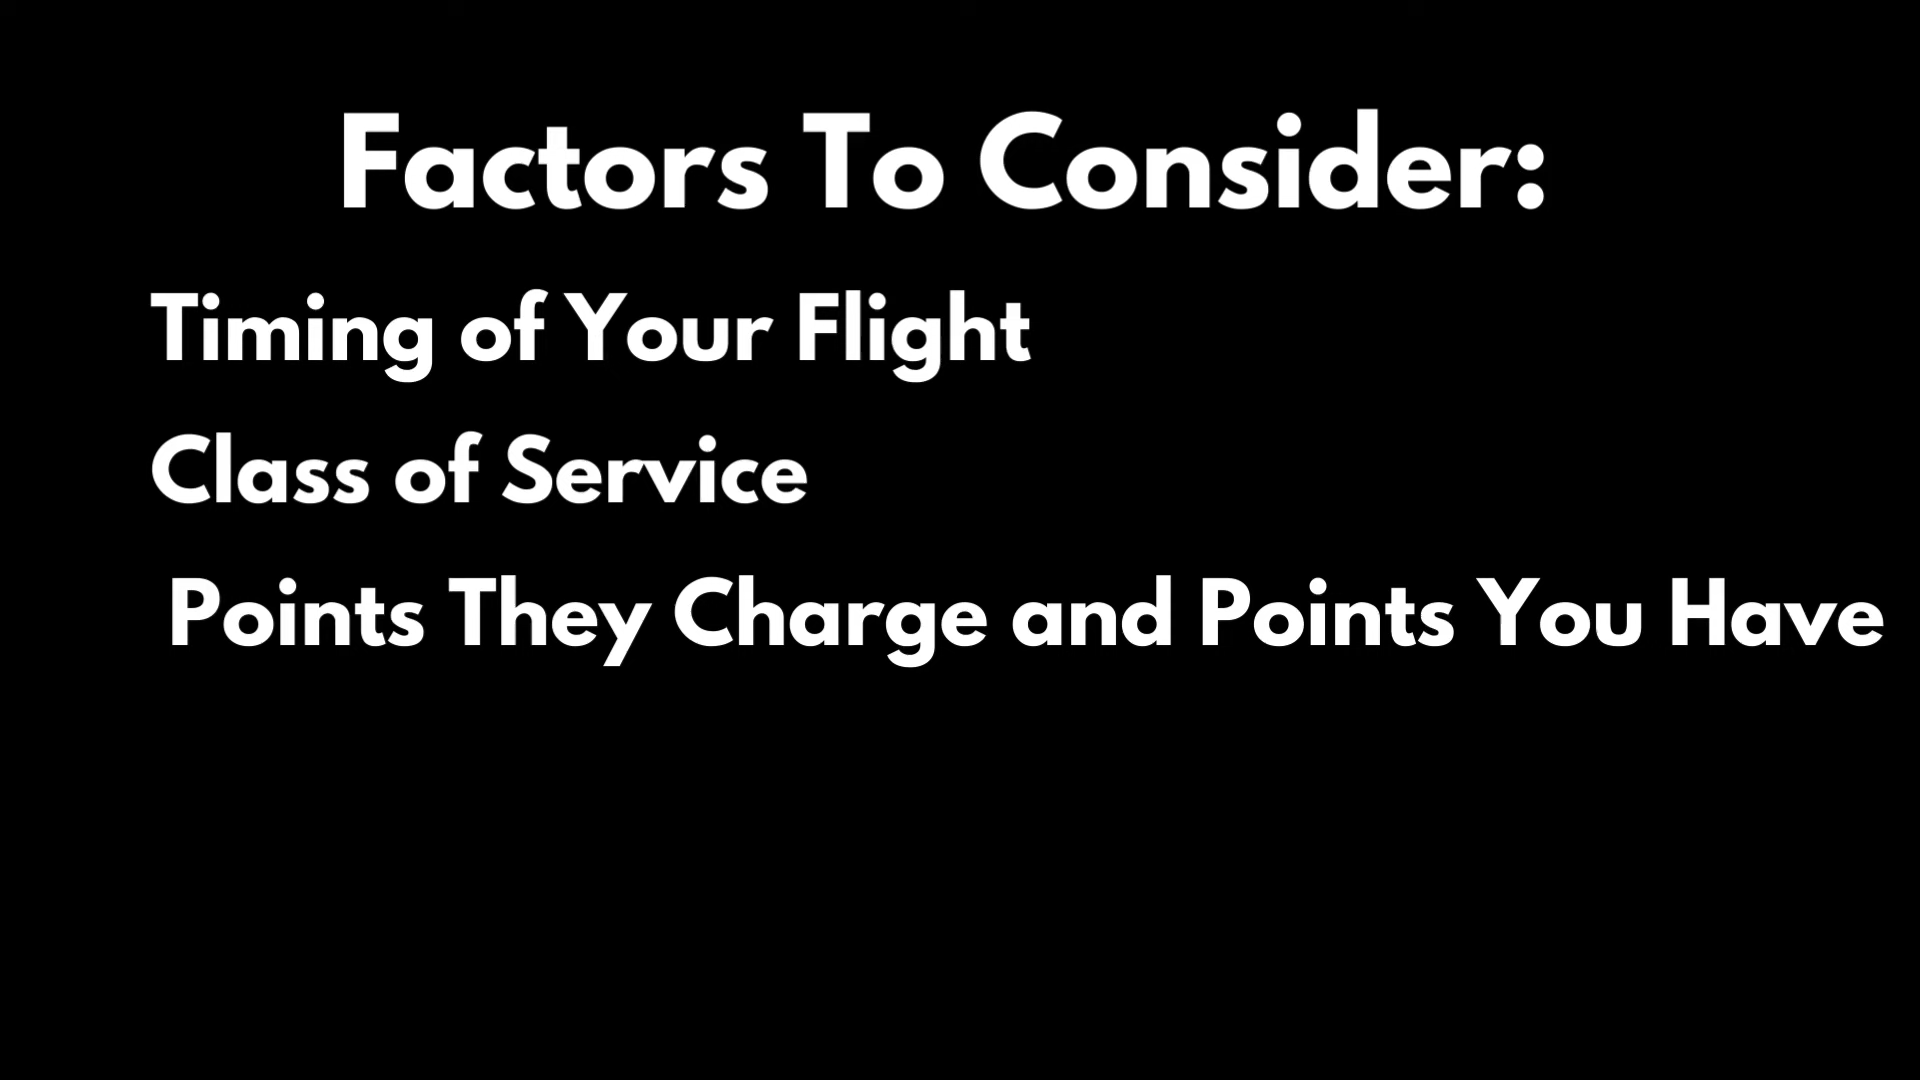 Factors To Consider:
Timing of Your Flight
Class of Service
Points They Charge and Points You Have